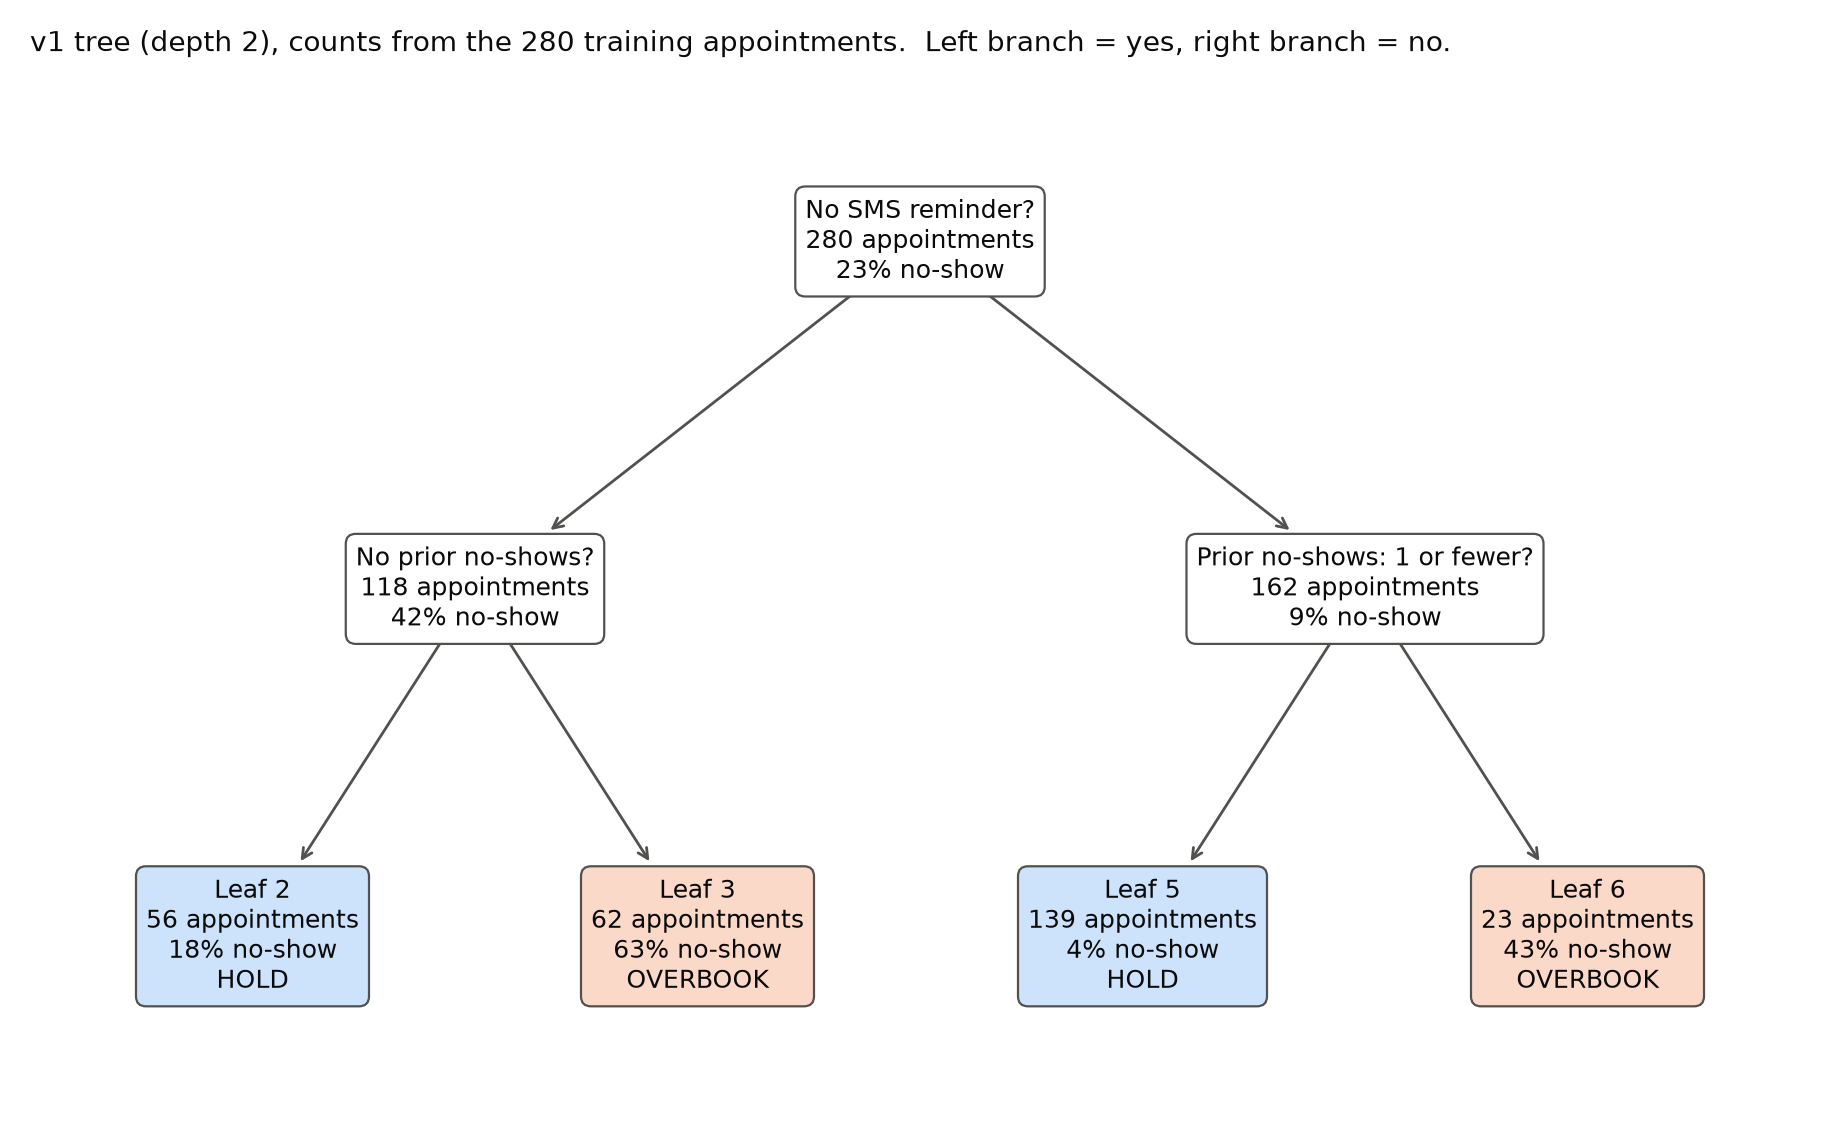 v1 tree (depth 2), counts from the 280 training appointments.  Left branch = yes, right branch = no.
No SMS reminder?
280 appointments
23% no-show
No prior no-shows?
118 appointments
42% no-show
Prior no-shows: 1 or fewer?
162 appointments
9% no-show
Leaf 2
56 appointments
18% no-show
HOLD
Leaf 3
62 appointments
63% no-show
OVERBOOK
Leaf 5
139 appointments
4% no-show
HOLD
Leaf 6
23 appointments
43% no-show
OVERBOOK